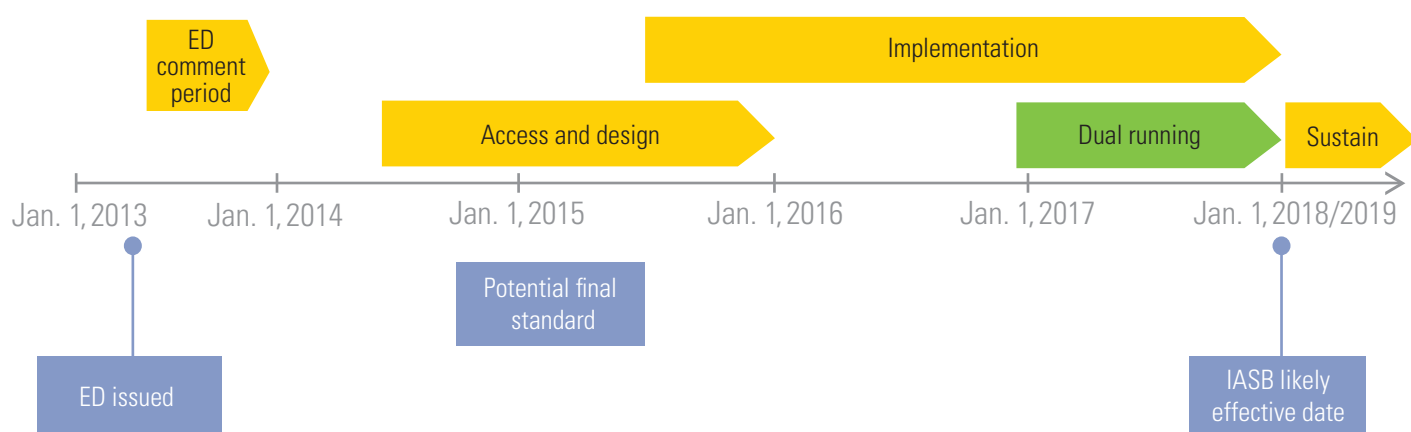 ED
comment
period
Implementation
Access and design
Dual running
Sustain
Jan. 1, 2013
Jan. 1, 2014
Jan. 1, 2015
Jan. 1, 2016
Jan. 1, 2017
Jan. 1, 2018/2019
Potential final
standard
ED issued
IASB likely
effective date